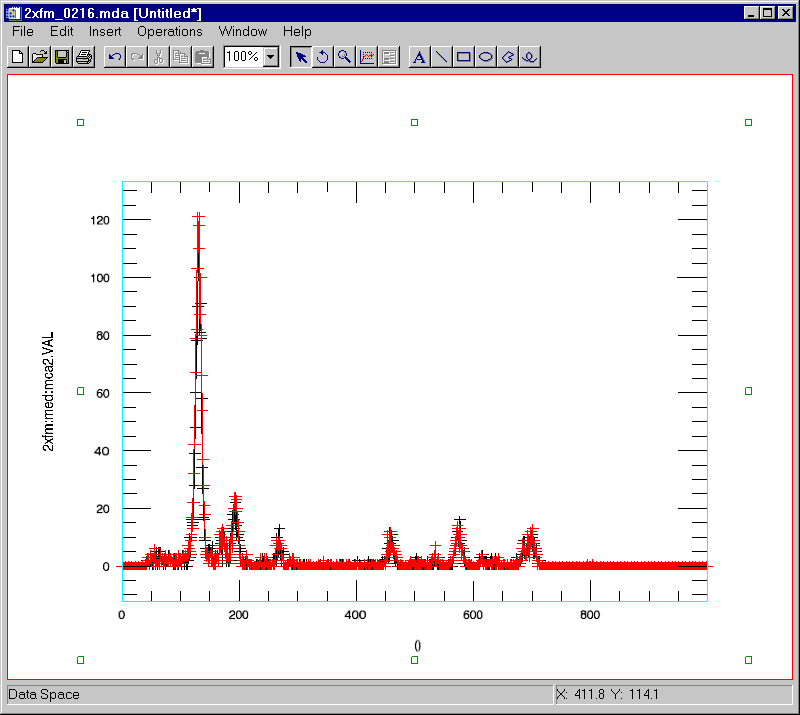 2xfm_0216.mda [Untitled*]
File Edit Insert Operations Window Help
100% A
120
100
80
60
40
20
0
2xfm:med:mca2.VAL
0 200 400 600 800
()
Data Space X: 411.8 Y: 114.1